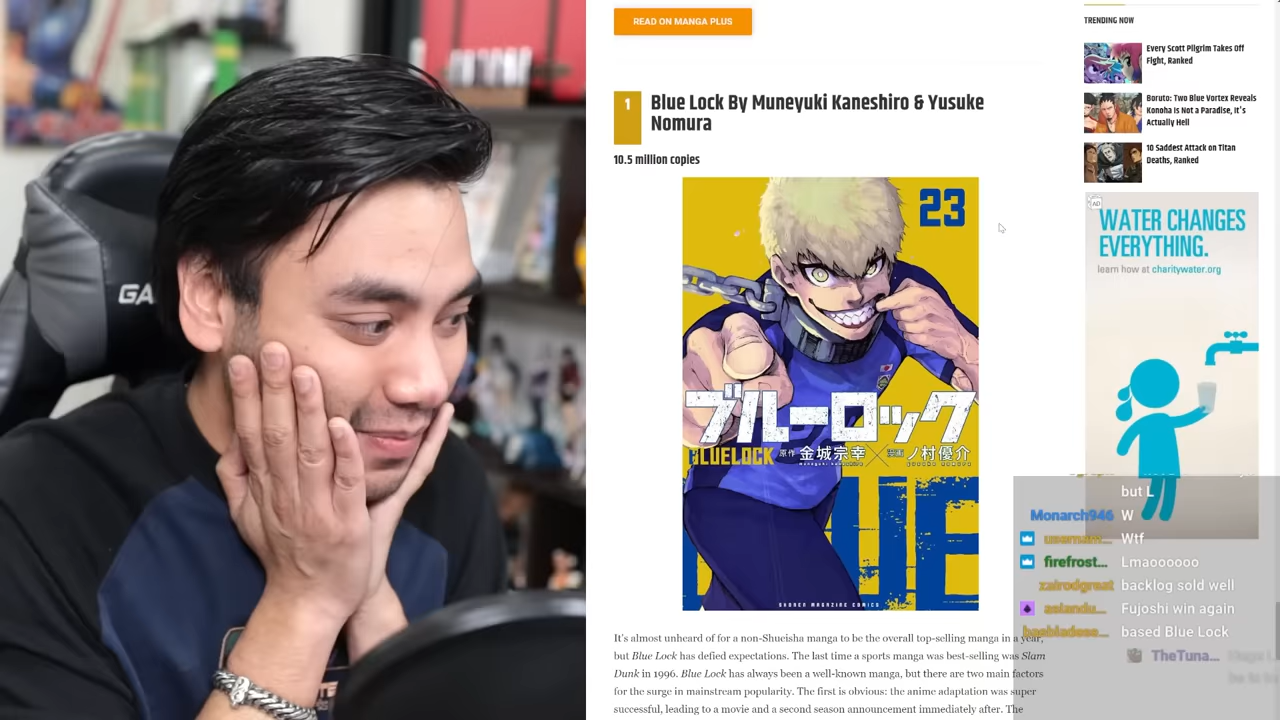 READ ON MANGA PLUS
1
Blue Lock By Muneyuki Kaneshiro & Yusuke
Nomura
10.5 million copies
23
ブルーロック
BLUELOCK
原作 金城宗幸 × 漫画 ノ村優介
SHONEN MAGAZINE COMICS
It's almost unheard of for a non-Shueisha manga to be the overall top-selling manga in a year,
but Blue Lock has defied expectations. The last time a sports manga was best-selling was Slam
Dunk in 1996. Blue Lock has always been a well-known manga, but there are two main factors
for the surge in mainstream popularity. The first is obvious: the anime adaptation was super
successful, leading to a movie and a second season announcement immediately after. The
TRENDING NOW
Every Scott Pilgrim Takes Off
Fight, Ranked
Boruto: Two Blue Vortex Reveals
Konoha Is Not a Paradise, It's
Actually Hell
10 Saddest Attack on Titan
Deaths, Ranked
AD
WATER CHANGES
EVERYTHING.
learn how at charitywater.org
but L
Monarch946 W
usernam... Wtf
firefrost... Lmaoooooo
zairodgreat backlog sold well
aslandu... Fujoshi win again
based Blue Lock
TheTuna...
GA